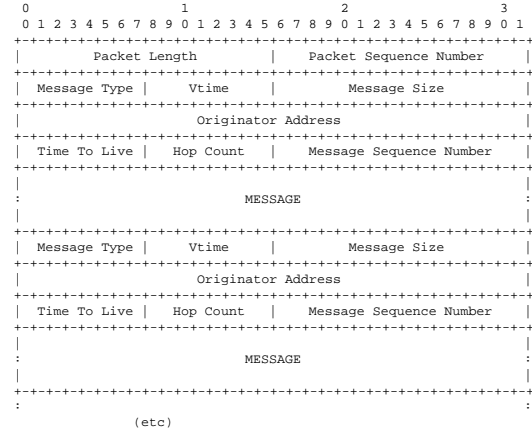 0                   1                   2                   3
0 1 2 3 4 5 6 7 8 9 0 1 2 3 4 5 6 7 8 9 0 1 2 3 4 5 6 7 8 9 0 1
+-+-+-+-+-+-+-+-+-+-+-+-+-+-+-+-+-+-+-+-+-+-+-+-+-+-+-+-+-+-+-+-+
|         Packet Length         |    Packet Sequence Number     |
+-+-+-+-+-+-+-+-+-+-+-+-+-+-+-+-+-+-+-+-+-+-+-+-+-+-+-+-+-+-+-+-+
|  Message Type |     Vtime     |         Message Size          |
+-+-+-+-+-+-+-+-+-+-+-+-+-+-+-+-+-+-+-+-+-+-+-+-+-+-+-+-+-+-+-+-+
|                      Originator Address                       |
+-+-+-+-+-+-+-+-+-+-+-+-+-+-+-+-+-+-+-+-+-+-+-+-+-+-+-+-+-+-+-+-+
|  Time To Live |   Hop Count   |    Message Sequence Number    |
+-+-+-+-+-+-+-+-+-+-+-+-+-+-+-+-+-+-+-+-+-+-+-+-+-+-+-+-+-+-+-+-+
|                                                               |
:                            MESSAGE                            :
|                                                               |
+-+-+-+-+-+-+-+-+-+-+-+-+-+-+-+-+-+-+-+-+-+-+-+-+-+-+-+-+-+-+-+-+
|  Message Type |     Vtime     |         Message Size          |
+-+-+-+-+-+-+-+-+-+-+-+-+-+-+-+-+-+-+-+-+-+-+-+-+-+-+-+-+-+-+-+-+
|                      Originator Address                       |
+-+-+-+-+-+-+-+-+-+-+-+-+-+-+-+-+-+-+-+-+-+-+-+-+-+-+-+-+-+-+-+-+
|  Time To Live |   Hop Count   |    Message Sequence Number    |
+-+-+-+-+-+-+-+-+-+-+-+-+-+-+-+-+-+-+-+-+-+-+-+-+-+-+-+-+-+-+-+-+
|                                                               |
:                            MESSAGE                            :
|                                                               |
+-+-+-+-+-+-+-+-+-+-+-+-+-+-+-+-+-+-+-+-+-+-+-+-+-+-+-+-+-+-+-+-+
:                                                               :
(etc)